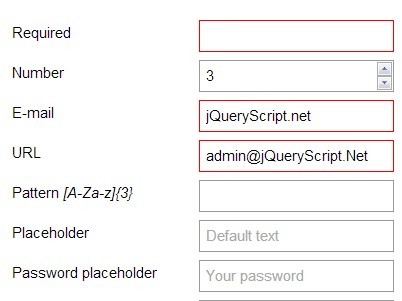 Required
Number 3
E-mail jQueryScript.net
URL admin@jQueryScript.Net
Pattern [A-Za-z]{3}
Placeholder Default text
Password placeholder Your password